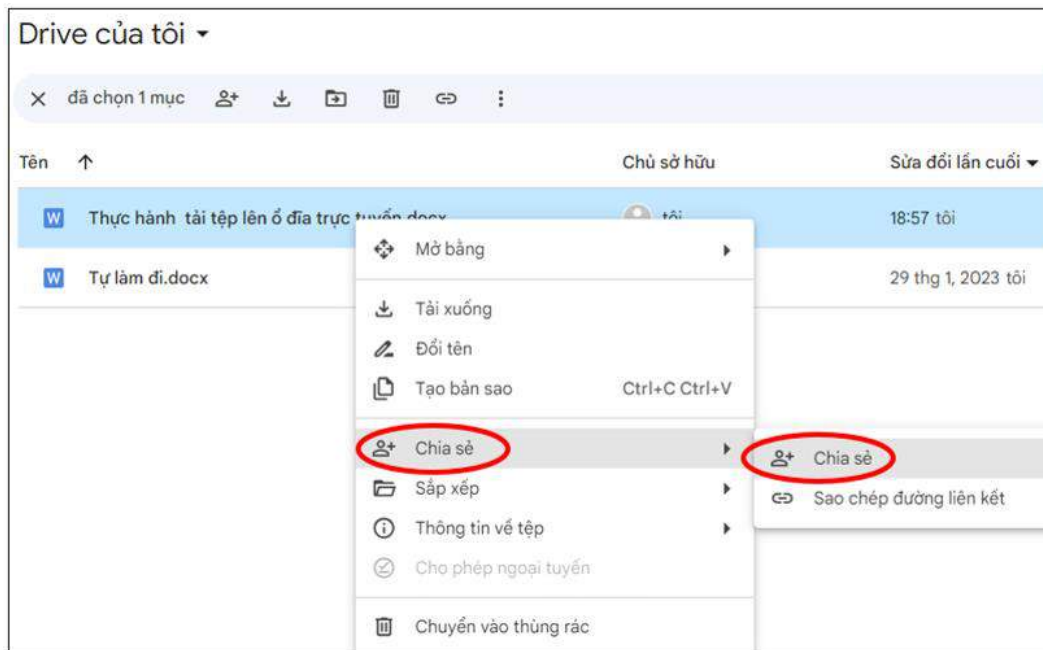 Drive của tôi
đã chọn 1 mục
Tên Chủ sở hữu Sửa đổi lần cuối
W Thực hành tải tệp lên ổ đĩa trực tuyến.docx tôi 18:57 tôi
W Tự làm đi.docx 29 thg 1, 2023 tôi
Mở bằng
Tải xuống
Đổi tên
Tạo bản sao Ctrl+C Ctrl+V
Chia sẻ
Sắp xếp
Thông tin về tệp
Cho phép ngoại tuyến
Chuyển vào thùng rác
Chia sẻ
Sao chép đường liên kết